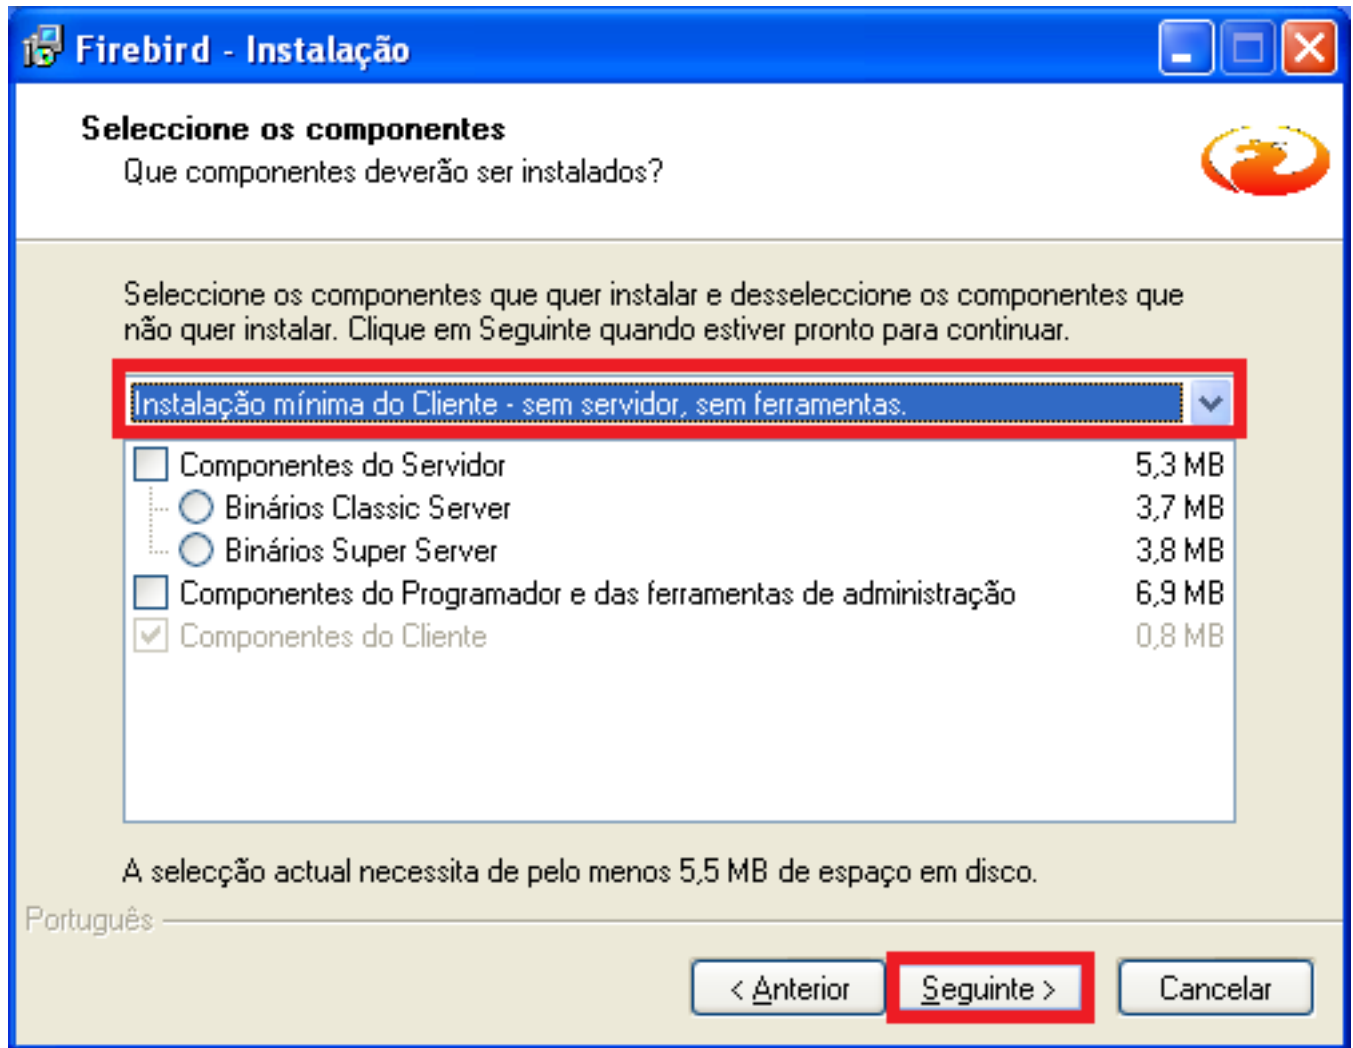 Firebird - Instalação
Seleccione os componentes
Que componentes deverão ser instalados?
Seleccione os componentes que quer instalar e desseleccione os componentes que
não quer instalar. Clique em Seguinte quando estiver pronto para continuar.
Instalação mínima do Cliente - sem servidor, sem ferramentas.
Componentes do Servidor 5,3 MB
Binários Classic Server 3,7 MB
Binários Super Server 3,8 MB
Componentes do Programador e das ferramentas de administração 6,9 MB
Componentes do Cliente 0,8 MB
A selecção actual necessita de pelo menos 5,5 MB de espaço em disco.
Português
< Anterior Seguinte > Cancelar